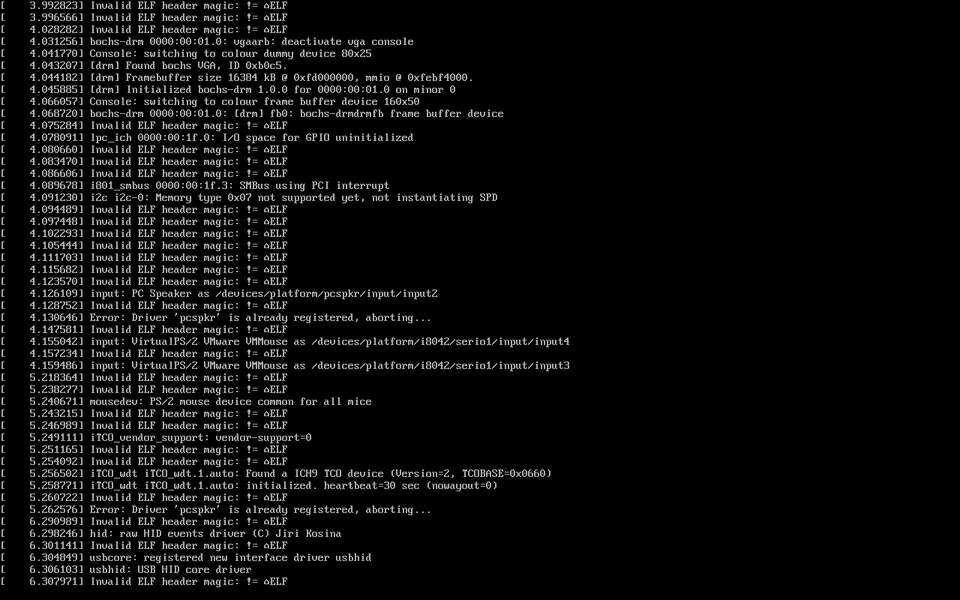 [    3.992823] Invalid ELF header magic: != ⌂ELF
[    3.996566] Invalid ELF header magic: != ⌂ELF
[    4.028282] Invalid ELF header magic: != ⌂ELF
[    4.031256] bochs-drm 0000:00:01.0: vgaarb: deactivate vga console
[    4.041770] Console: switching to colour dummy device 80x25
[    4.043207] [drm] Found bochs VGA, ID 0xb0c5.
[    4.044182] [drm] Framebuffer size 16384 kB @ 0xfd000000, mmio @ 0xfebf4000.
[    4.045885] [drm] Initialized bochs-drm 1.0.0 for 0000:00:01.0 on minor 0
[    4.066057] Console: switching to colour frame buffer device 160x50
[    4.068720] bochs-drm 0000:00:01.0: [drm] fb0: bochs-drmdrmfb frame buffer device
[    4.075284] Invalid ELF header magic: != ⌂ELF
[    4.078091] lpc_ich 0000:00:1f.0: I/O space for GPIO uninitialized
[    4.080660] Invalid ELF header magic: != ⌂ELF
[    4.083470] Invalid ELF header magic: != ⌂ELF
[    4.086606] Invalid ELF header magic: != ⌂ELF
[    4.089678] i801_smbus 0000:00:1f.3: SMBus using PCI interrupt
[    4.091230] i2c i2c-0: Memory type 0x07 not supported yet, not instantiating SPD
[    4.094489] Invalid ELF header magic: != ⌂ELF
[    4.097448] Invalid ELF header magic: != ⌂ELF
[    4.102293] Invalid ELF header magic: != ⌂ELF
[    4.105444] Invalid ELF header magic: != ⌂ELF
[    4.111703] Invalid ELF header magic: != ⌂ELF
[    4.115682] Invalid ELF header magic: != ⌂ELF
[    4.123570] Invalid ELF header magic: != ⌂ELF
[    4.126109] input: PC Speaker as /devices/platform/pcspkr/input/input2
[    4.128752] Invalid ELF header magic: != ⌂ELF
[    4.130646] Error: Driver 'pcspkr' is already registered, aborting...
[    4.147581] Invalid ELF header magic: != ⌂ELF
[    4.155042] input: VirtualPS/2 VMware VMMouse as /devices/platform/i8042/serio1/input/input4
[    4.157234] Invalid ELF header magic: != ⌂ELF
[    4.159486] input: VirtualPS/2 VMware VMMouse as /devices/platform/i8042/serio1/input/input3
[    5.218364] Invalid ELF header magic: != ⌂ELF
[    5.238277] Invalid ELF header magic: != ⌂ELF
[    5.240671] mousedev: PS/2 mouse device common for all mice
[    5.243215] Invalid ELF header magic: != ⌂ELF
[    5.246989] Invalid ELF header magic: != ⌂ELF
[    5.249111] iTCO_vendor_support: vendor-support=0
[    5.251165] Invalid ELF header magic: != ⌂ELF
[    5.254092] Invalid ELF header magic: != ⌂ELF
[    5.256502] iTCO_wdt iTCO_wdt.1.auto: Found a ICH9 TCO device (Version=2, TCOBASE=0x0660)
[    5.258771] iTCO_wdt iTCO_wdt.1.auto: initialized. heartbeat=30 sec (nowayout=0)
[    5.260722] Invalid ELF header magic: != ⌂ELF
[    5.262576] Error: Driver 'pcspkr' is already registered, aborting...
[    6.290989] Invalid ELF header magic: != ⌂ELF
[    6.298246] hid: raw HID events driver (C) Jiri Kosina
[    6.301141] Invalid ELF header magic: != ⌂ELF
[    6.304849] usbcore: registered new interface driver usbhid
[    6.306103] usbhid: USB HID core driver
[    6.307971] Invalid ELF header magic: != ⌂ELF